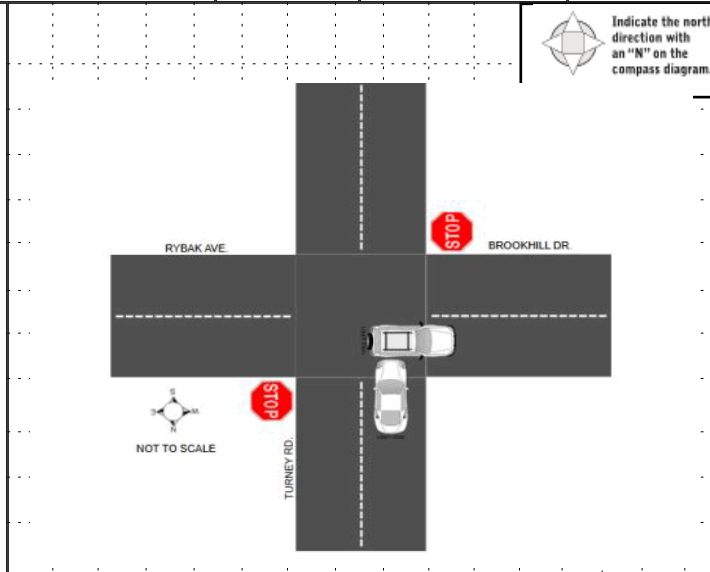 Indicate the north
direction with
an “N” on the
compass diagram.
STOP
RYBAK AVE.
BROOKHILL DR.
STOP
S
W
N
NOT TO SCALE
TURNEY RD.